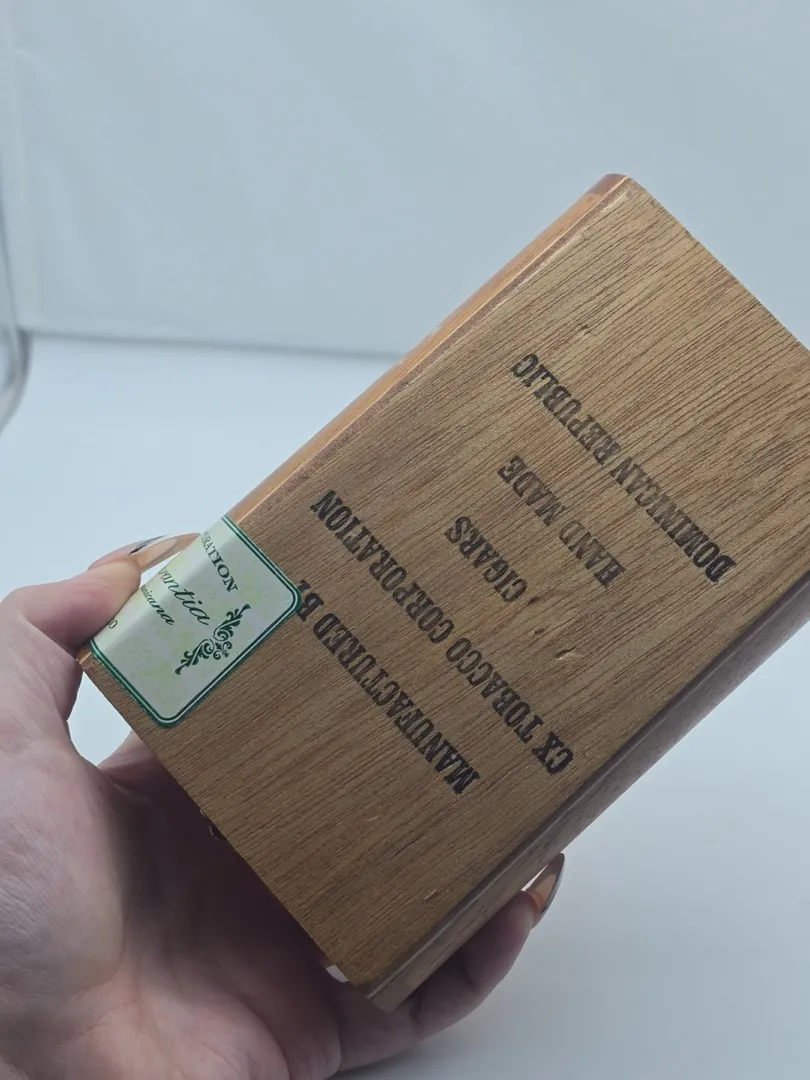 MANUFACTURED BY
CX TOBACCO CORPORATION
CIGARS
HAND MADE
DOMINICAN REPUBLIC